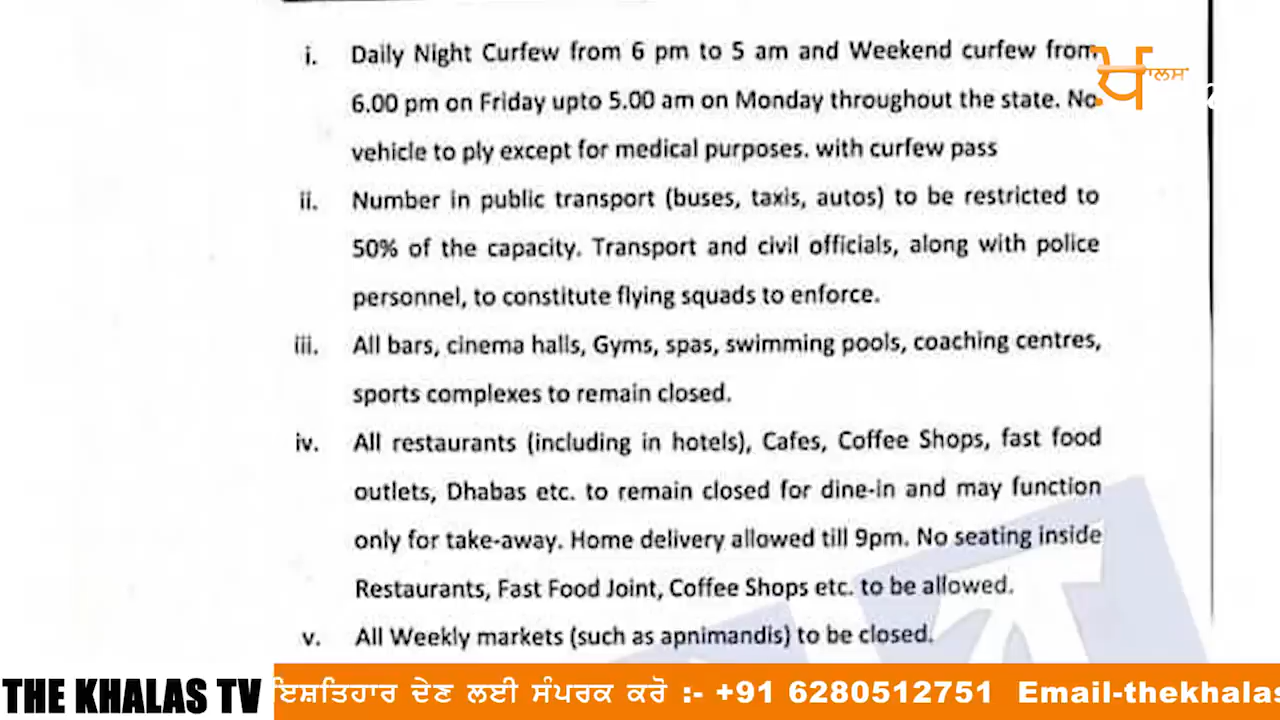 i. Daily Night Curfew from 6 pm to 5 am and Weekend curfew from
6.00 pm on Friday upto 5.00 am on Monday throughout the state. No
vehicle to ply except for medical purposes. with curfew pass
ii. Number in public transport (buses, taxis, autos) to be restricted to
50% of the capacity. Transport and civil officials, along with police
personnel, to constitute flying squads to enforce.
iii. All bars, cinema halls, Gyms, spas, swimming pools, coaching centres,
sports complexes to remain closed.
iv. All restaurants (including in hotels), Cafes, Coffee Shops, fast food
outlets, Dhabas etc. to remain closed for dine-in and may function
only for take-away. Home delivery allowed till 9pm. No seating inside
Restaurants, Fast Food Joint, Coffee Shops etc. to be allowed.
v. All Weekly markets (such as apnimandis) to be closed.
ਖਾਲਸ
THE KHALAS TV ਇਸ਼ਤਿਹਾਰ ਦੇਣ ਲਈ ਸੰਪਰਕ ਕਰੋ :- +91 6280512751 Email-thekhalas